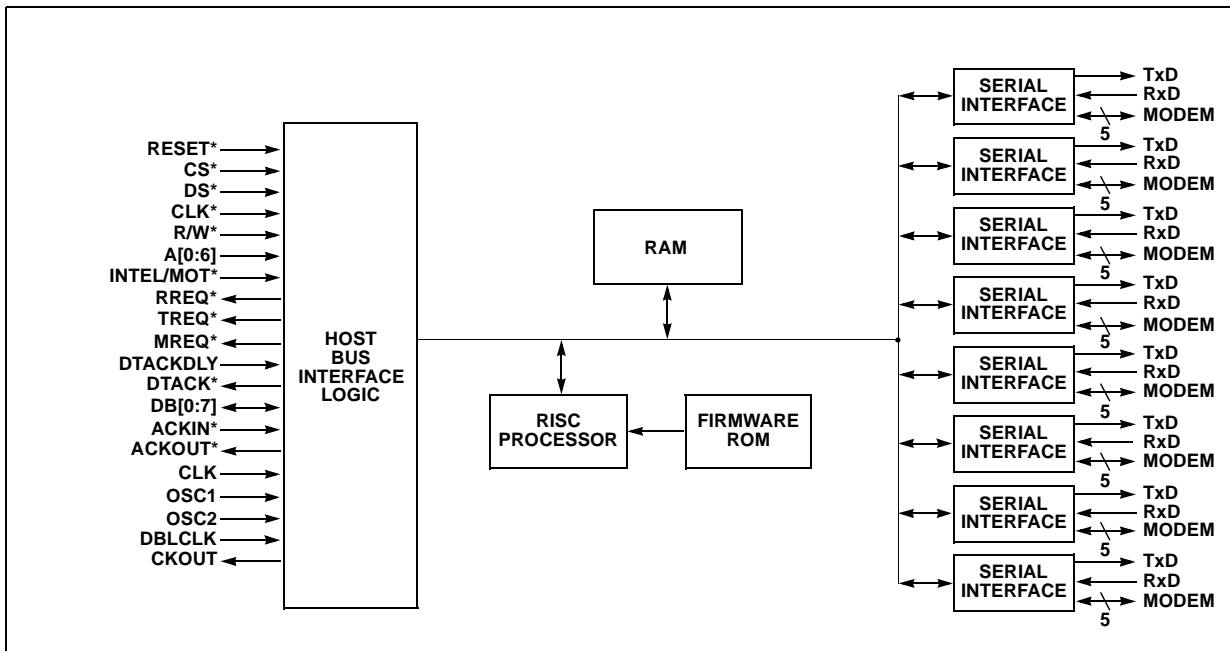 RESET*
CS*
DS*
CLK*
R/W*
A[0:6]
INTEL/MOT*
RREQ*
TREQ*
MREQ*
DTACKDLY
DTACK*
DB[0:7]
ACKIN*
ACKOUT*
CLK
OSC1
OSC2
DBLCLK
CKOUT
HOST
BUS
INTERFACE
LOGIC
RAM
RISC
PROCESSOR
FIRMWARE
ROM
SERIAL
INTERFACE
TxD
RxD
MODEM
5
SERIAL
INTERFACE
TxD
RxD
MODEM
5
SERIAL
INTERFACE
TxD
RxD
MODEM
5
SERIAL
INTERFACE
TxD
RxD
MODEM
5
SERIAL
INTERFACE
TxD
RxD
MODEM
5
SERIAL
INTERFACE
TxD
RxD
MODEM
5
SERIAL
INTERFACE
TxD
RxD
MODEM
5
SERIAL
INTERFACE
TxD
RxD
MODEM
5